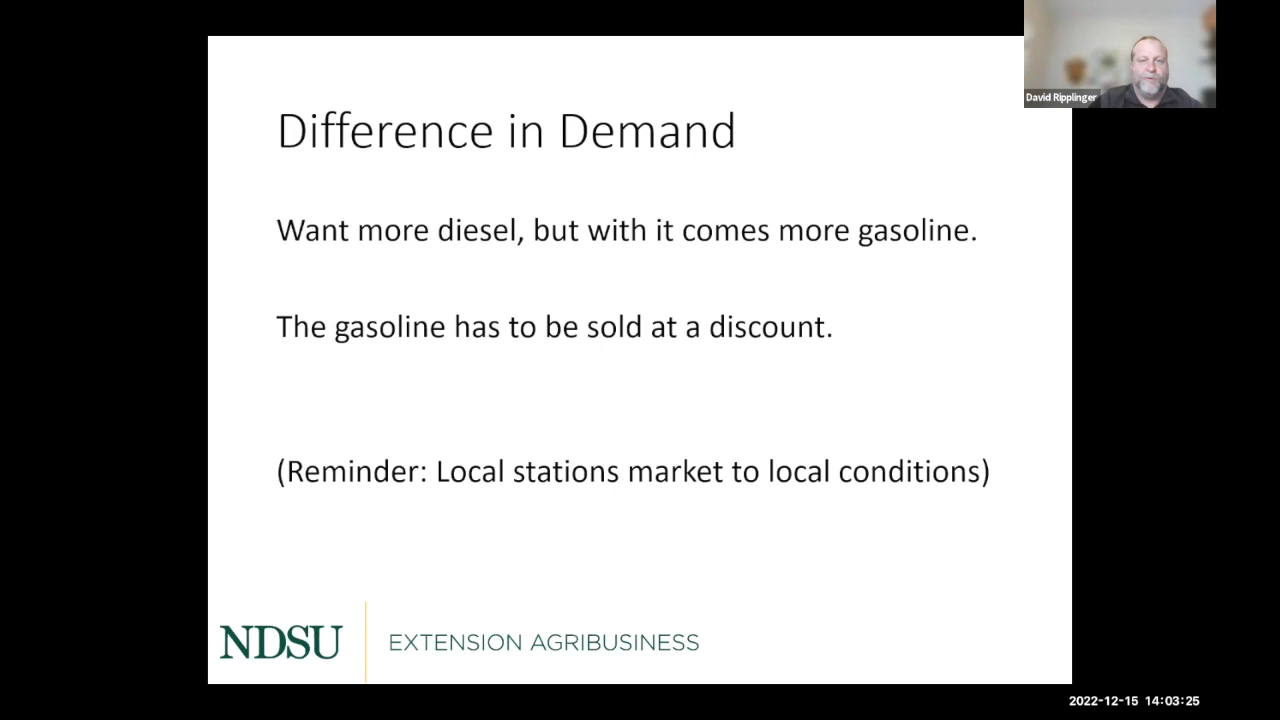 David Ripplinger
Difference in Demand
Want more diesel, but with it comes more gasoline.
The gasoline has to be sold at a discount.
(Reminder: Local stations market to local conditions)
NDSU
EXTENSION AGRIBUSINESS
2022-12-15 14:03:25